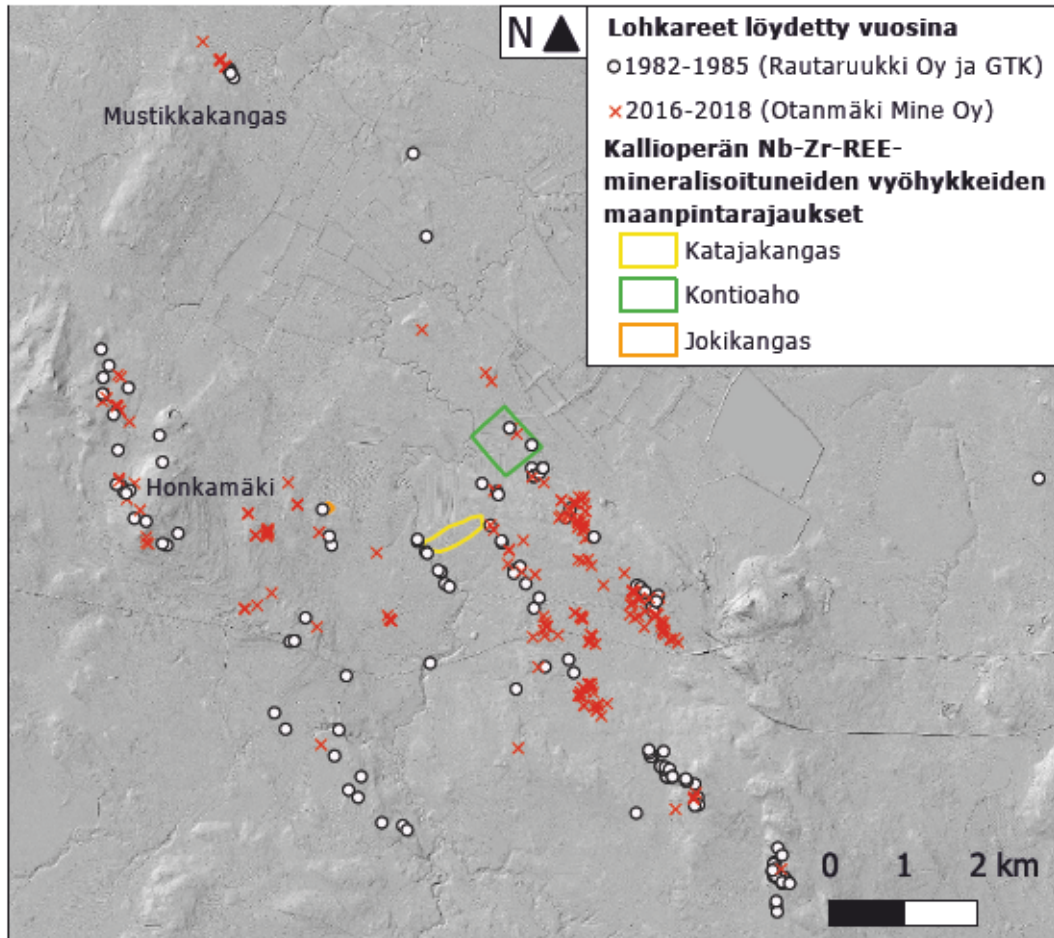 N
Lohkareet löydetty vuosina
1982-1985 (Rautaruukki Oy ja GTK)
2016-2018 (Otanmäki Mine Oy)
Kallioperän Nb-Zr-REE-
mineralisoituneiden vyöhykkeiden
maanpintarajaukset
Katajakangas
Kontioaho
Jokikangas
Mustikkakangas
Honkamäki
0 1 2 km